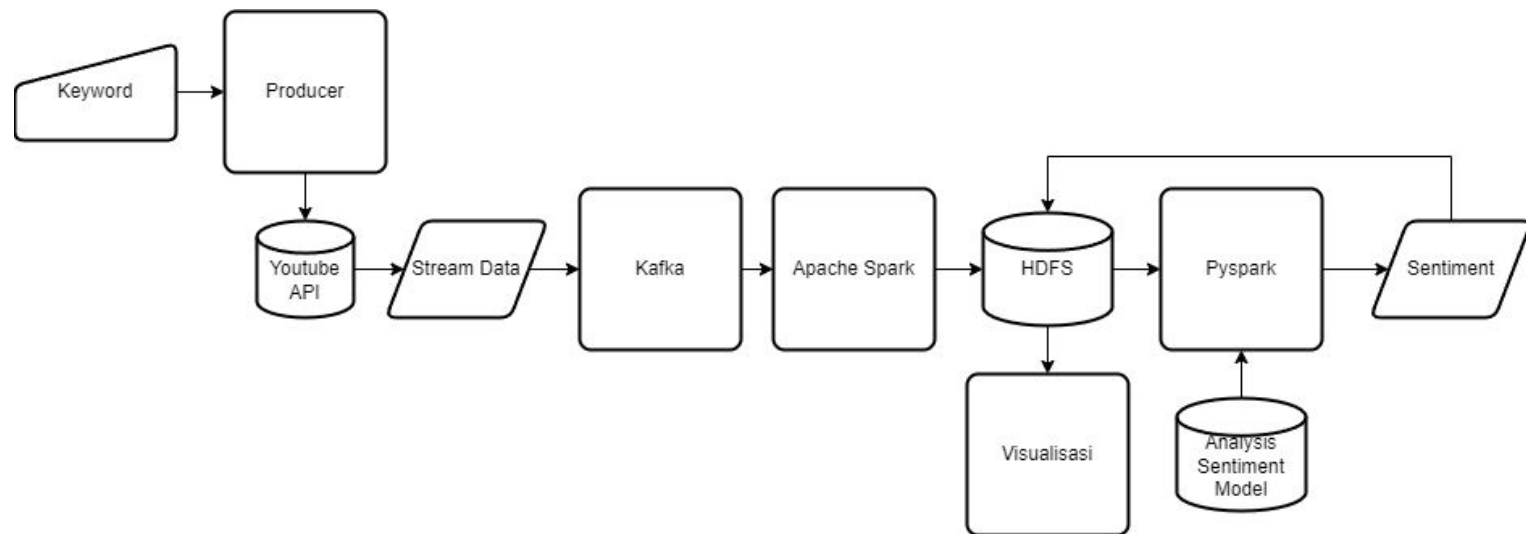 Keyword
Producer
Youtube
API
Stream Data
Kafka
Apache Spark
HDFS
Pyspark
Sentiment
Visualisasi
Analysis
Sentiment
Model